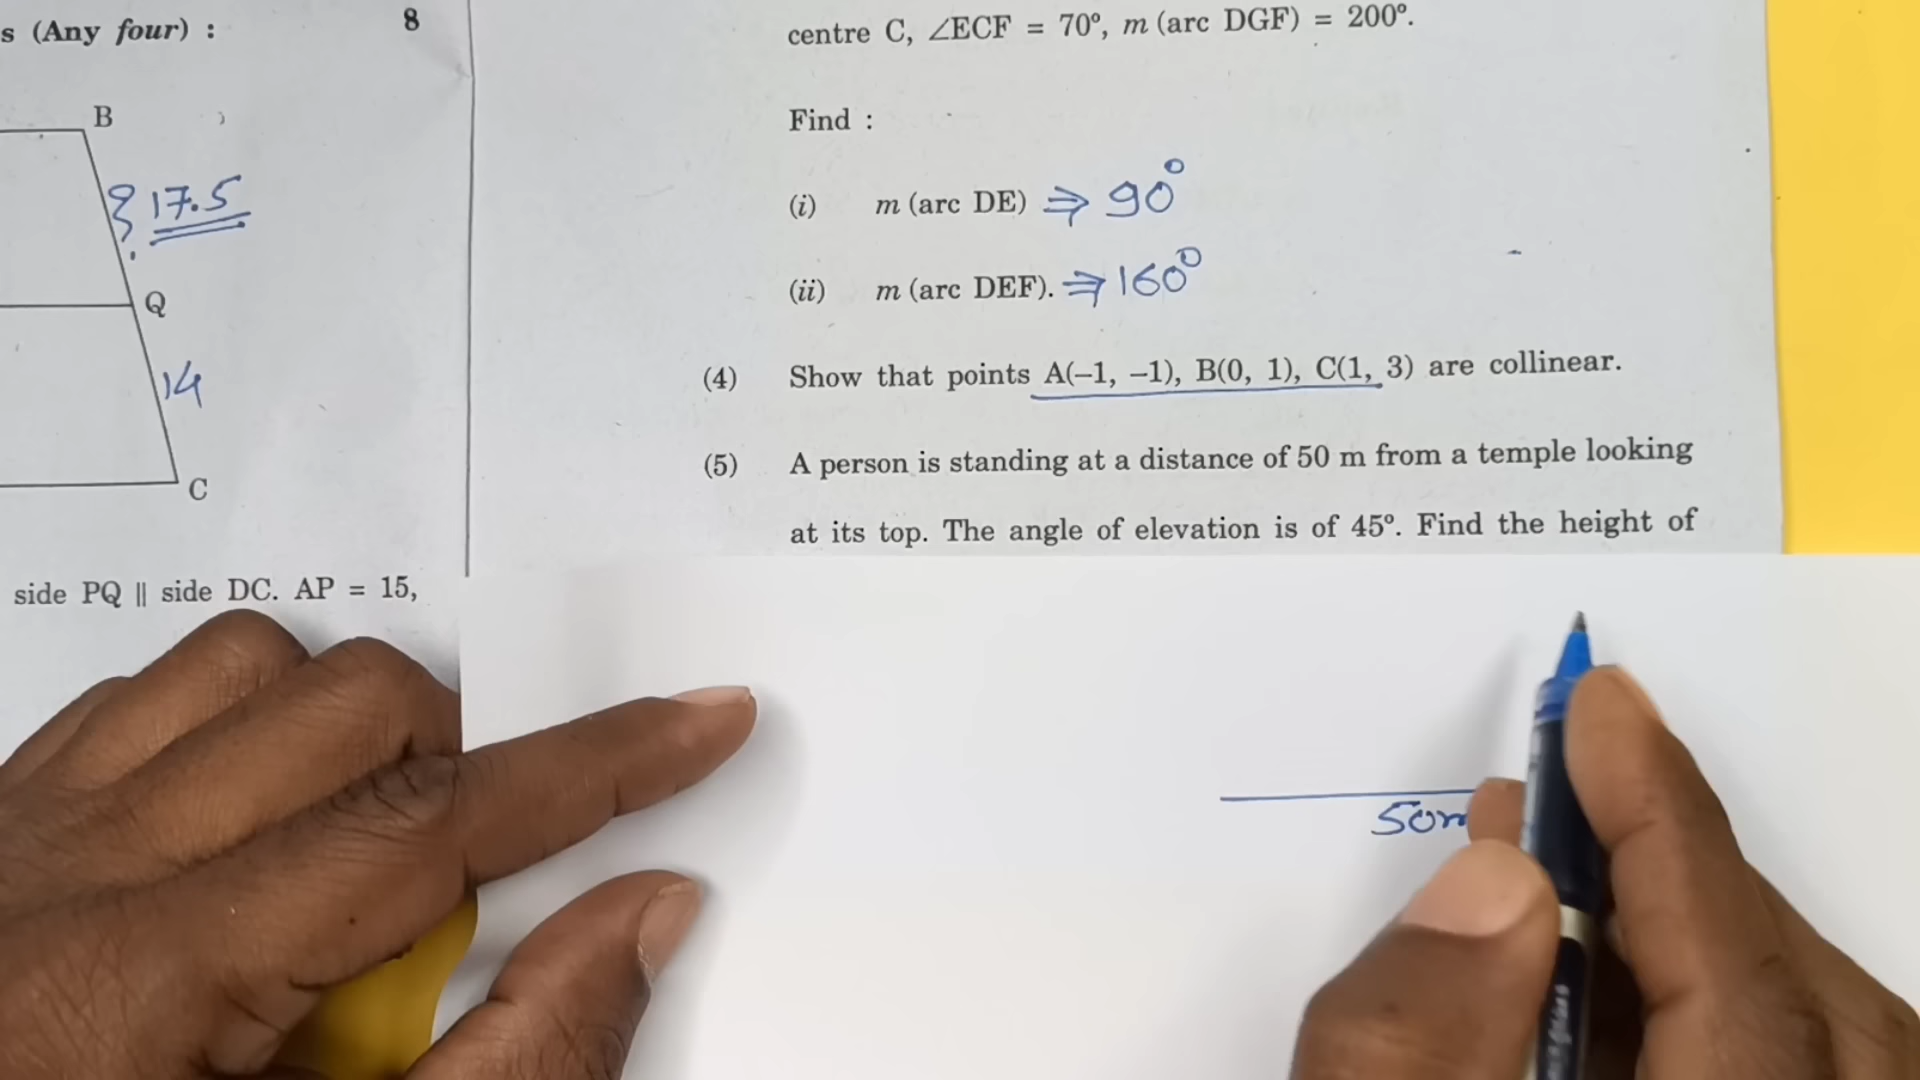 s (Any four) :
8
B
17.5
Q
14
C
side PQ || side DC. AP = 15,
centre C, ∠ECF = 70°, m (arc DGF) = 200°.
Find :
(i) m (arc DE) ⇒ 90°
(ii) m (arc DEF). ⇒ 160°
(4) Show that points A(–1, –1), B(0, 1), C(1, 3) are collinear.
(5) A person is standing at a distance of 50 m from a temple looking
at its top. The angle of elevation is of 45°. Find the height of
50m